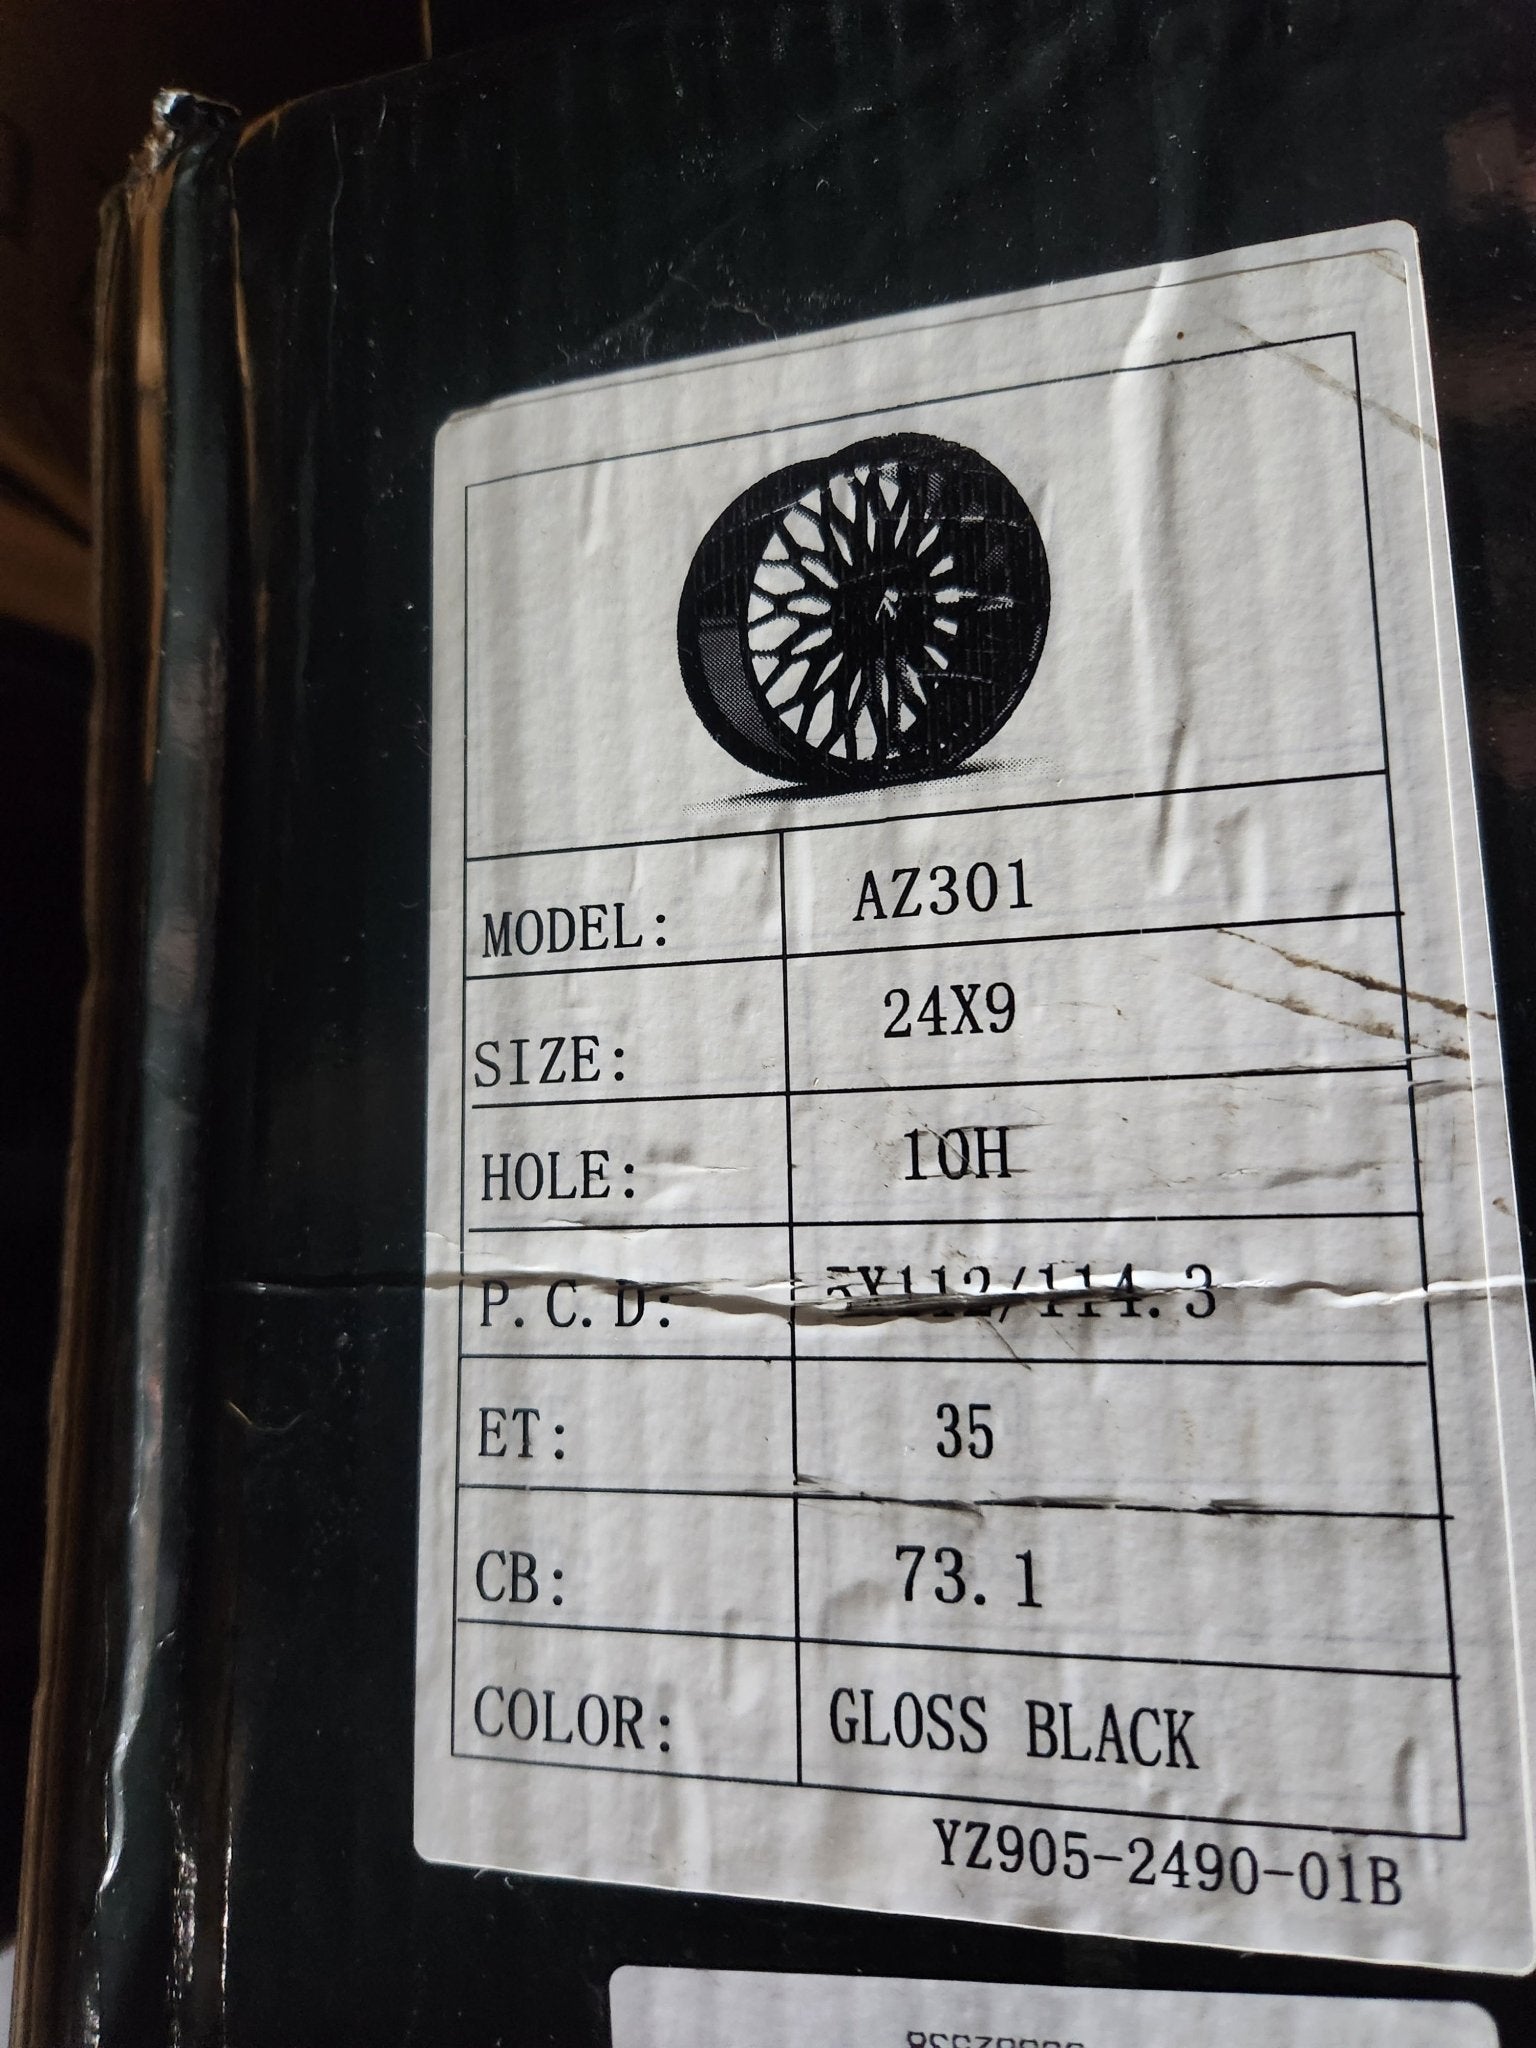 MODEL: AZ301
SIZE: 24X9
HOLE: 10H
P.C.D: 5X112/114.3
ET: 35
CB: 73.1
COLOR: GLOSS BLACK
YZ905-2490-01B